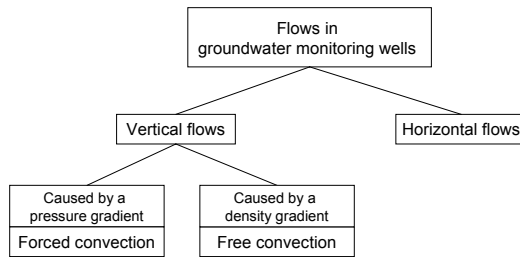 Flows in
groundwater monitoring wells
Vertical flows
Horizontal flows
Caused by a
pressure gradient
Forced convection
Caused by a
density gradient
Free convection